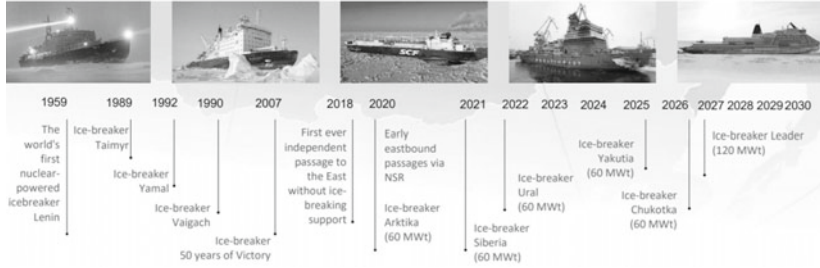 SCF
1959 1989 1992 1990 2007 2018 2020 2021 2022 2023 2024 2025 2026 2027 2028 2029 2030
The
world's
first
nuclear-
powered
icebreaker
Lenin
Ice-breaker
Taimyr
Ice-breaker
Yamal
Ice-breaker
Vaigach
Ice-breaker
50 years of Victory
First ever
independent
passage to
the East
without ice-
breaking
support
Early
eastbound
passages via
NSR
Ice-breaker
Arktika
(60 MWt)
Ice-breaker
Siberia
(60 MWt)
Ice-breaker
Ural
(60 MWt)
Ice-breaker
Yakutia
(60 MWt)
Ice-breaker
Chukotka
(60 MWt)
Ice-breaker Leader
(120 MWt)